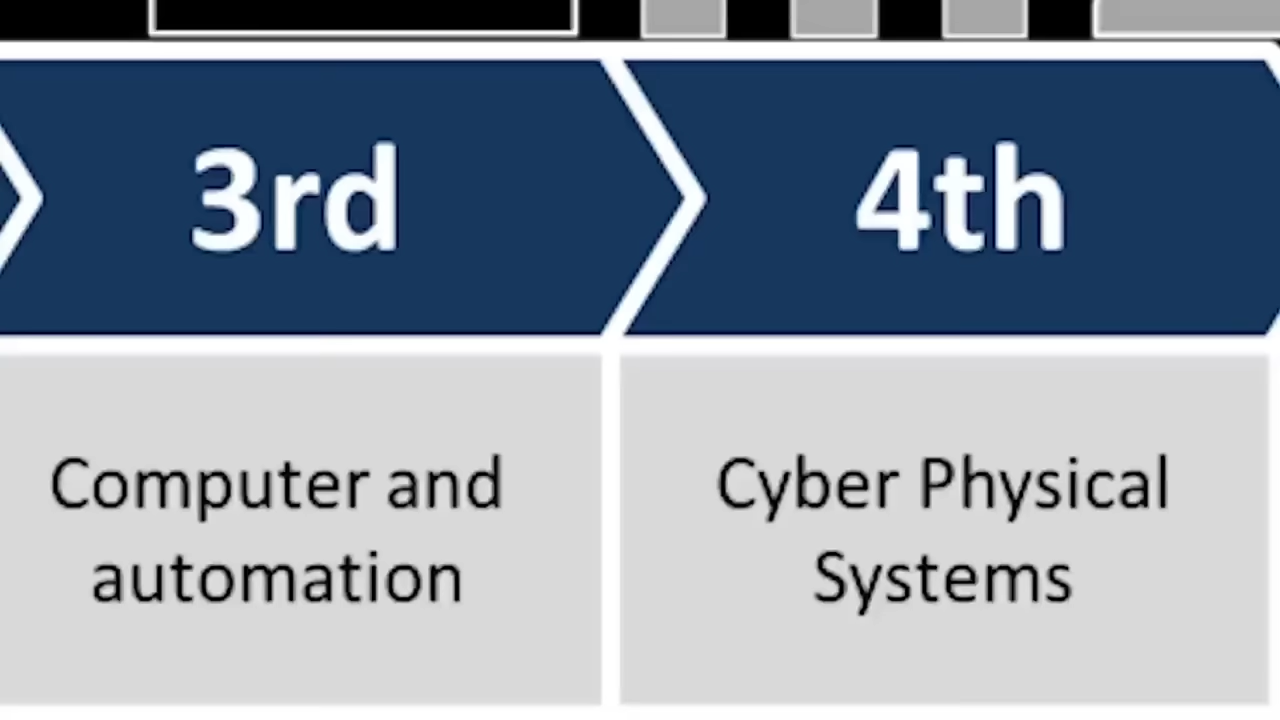 3rd
4th
Computer and
automation
Cyber Physical
Systems